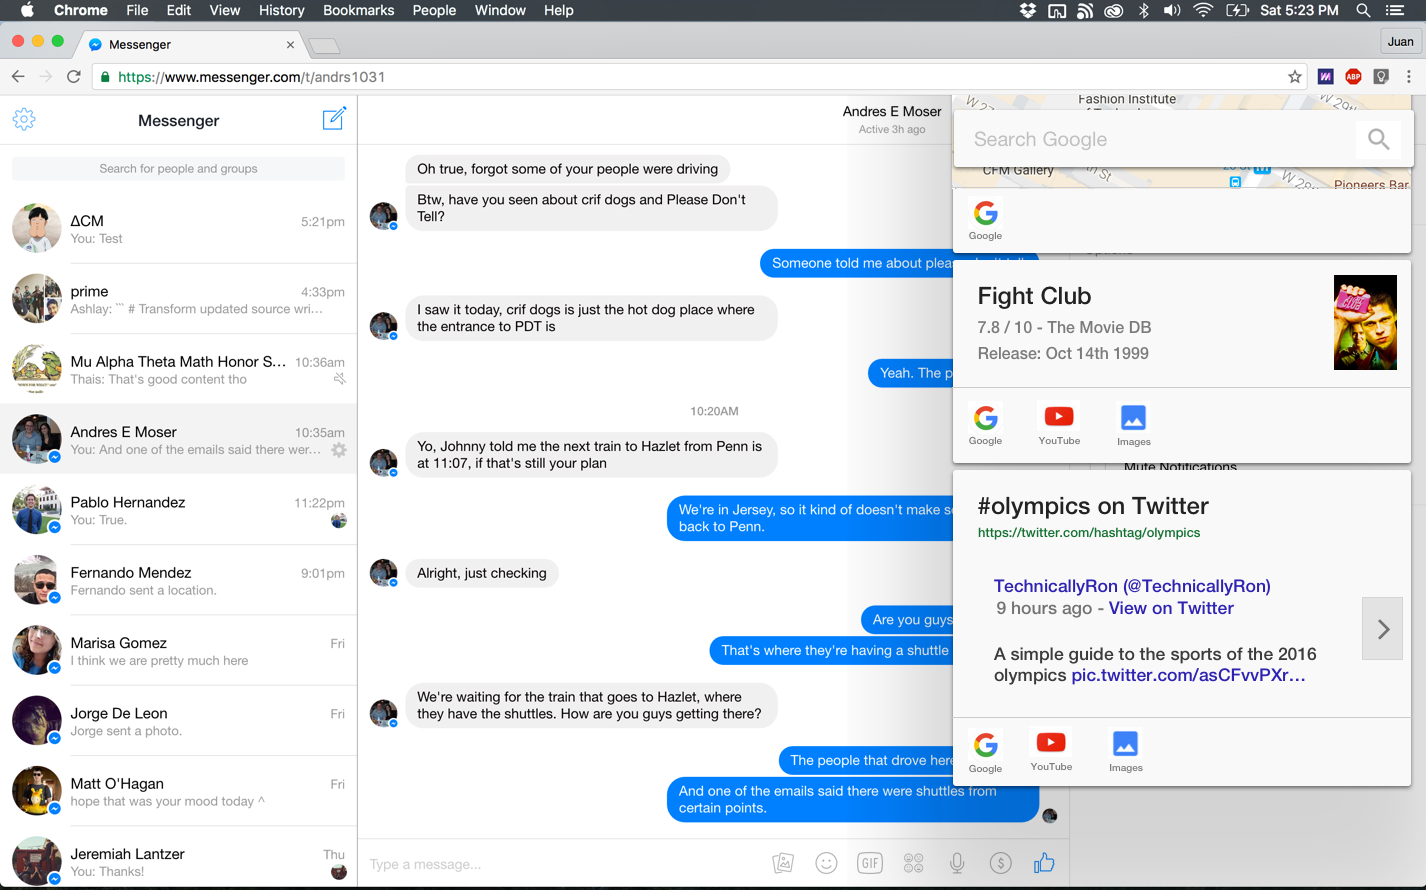 Chrome File Edit View History Bookmarks People Window Help
Sat 5:23 PM
Messenger
Juan
https://www.messenger.com/t/andrs1031
ABP
Messenger
Search for people and groups
ΔCM 5:21pm
You: Test
prime 4:33pm
Ashlay: ``` # Transform updated source wri...
Mu Alpha Theta Math Honor S... 10:36am
Thais: That's good content tho
Andres E Moser 10:35am
You: And one of the emails said there wer...
Pablo Hernandez 11:22pm
You: True.
Fernando Mendez 9:01pm
Fernando sent a location.
Marisa Gomez Fri
I think we are pretty much here
Jorge De Leon Fri
Jorge sent a photo.
Matt O'Hagan Fri
hope that was your mood today ^
Jeremiah Lantzer Thu
You: Thanks!
Andres E Moser
Active 3h ago
Oh true, forgot some of your people were driving
Btw, have you seen about crif dogs and Please Don't
Tell?
Someone told me about
I saw it today, crif dogs is just the hot dog place where
the entrance to PDT is
Yeah. The
10:20AM
Yo, Johnny told me the next train to Hazlet from Penn is
at 11:07, if that's still your plan
We're in Jersey, so it kind of doesn't make
back to Penn.
Alright, just checking
Are you guys
That's where they're having a shuttle
We're waiting for the train that goes to Hazlet, where
they have the shuttles. How are you guys getting there?
The people that drove here
And one of the emails said there were shuttles from
certain points.
Type a message...
GIF
$
Fashion Institute
Search Google
CFM Gallery
Pioneers Bar
Google
Fight Club
7.8 / 10 - The Movie DB
Release: Oct 14th 1999
Google YouTube Images
Mute Notifications
#olympics on Twitter
https://twitter.com/hashtag/olympics
TechnicallyRon (@TechnicallyRon)
9 hours ago - View on Twitter
A simple guide to the sports of the 2016
olympics pic.twitter.com/asCFvvPXr...
Google YouTube Images